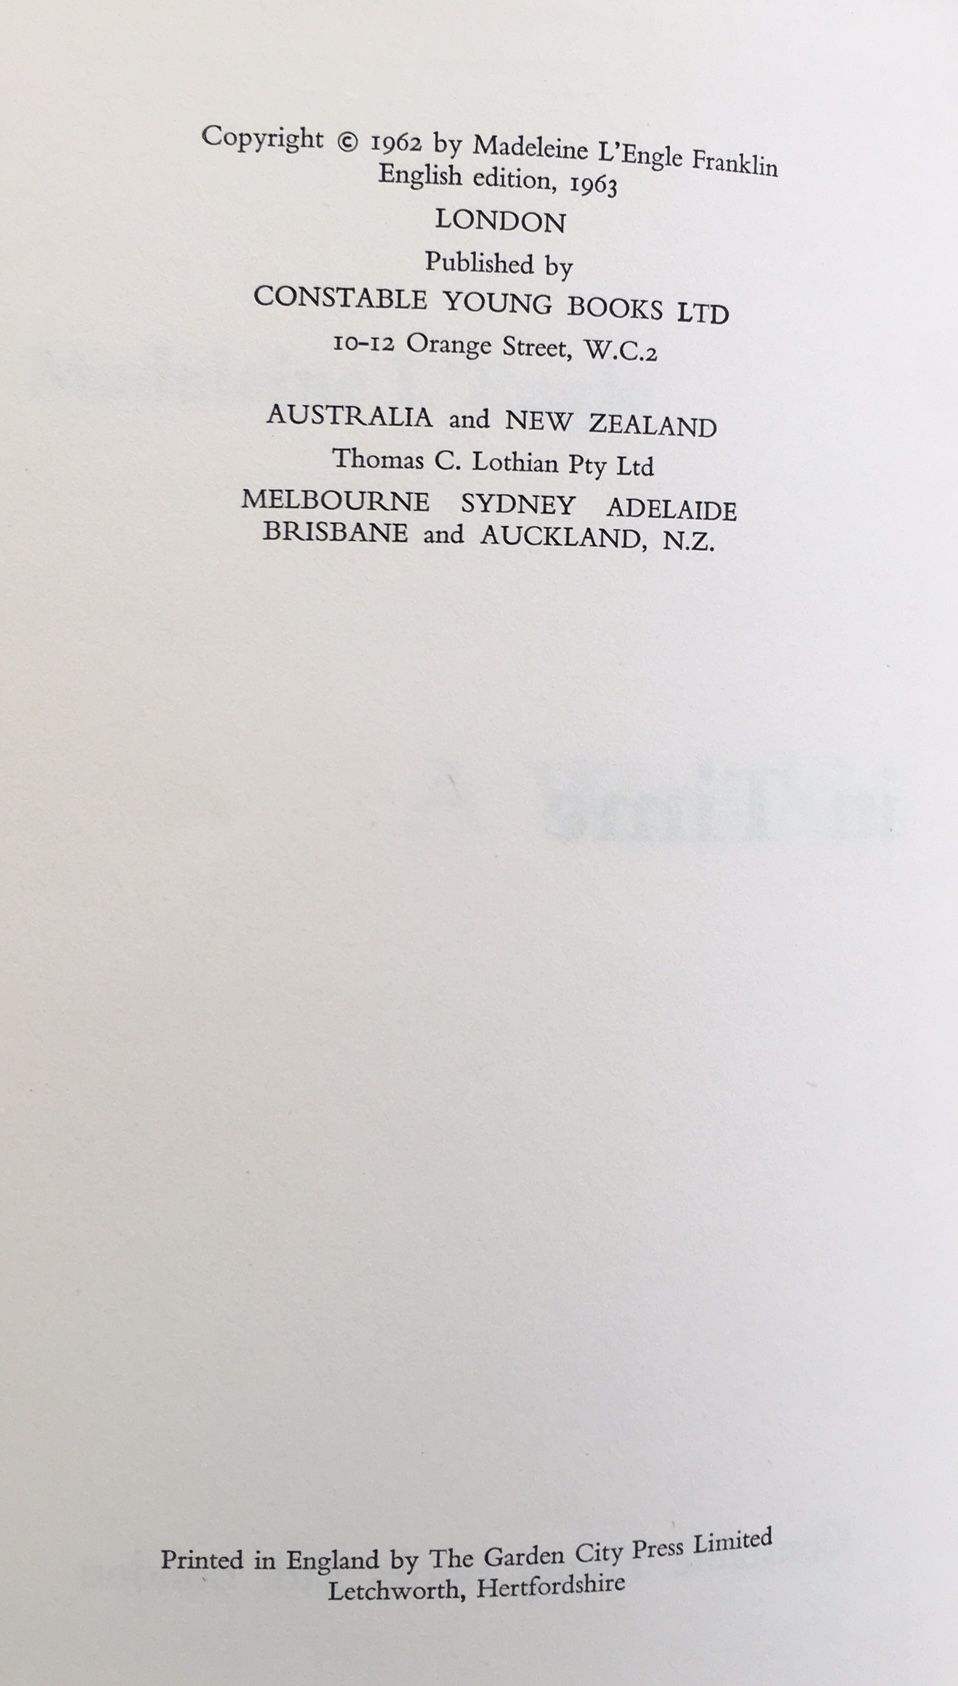 Copyright © 1962 by Madeleine L'Engle Franklin
English edition, 1963
LONDON
Published by
CONSTABLE YOUNG BOOKS LTD
10–12 Orange Street, W.C.2
AUSTRALIA and NEW ZEALAND
Thomas C. Lothian Pty Ltd
MELBOURNE SYDNEY ADELAIDE
BRISBANE and AUCKLAND, N.Z.
Printed in England by The Garden City Press Limited
Letchworth, Hertfordshire